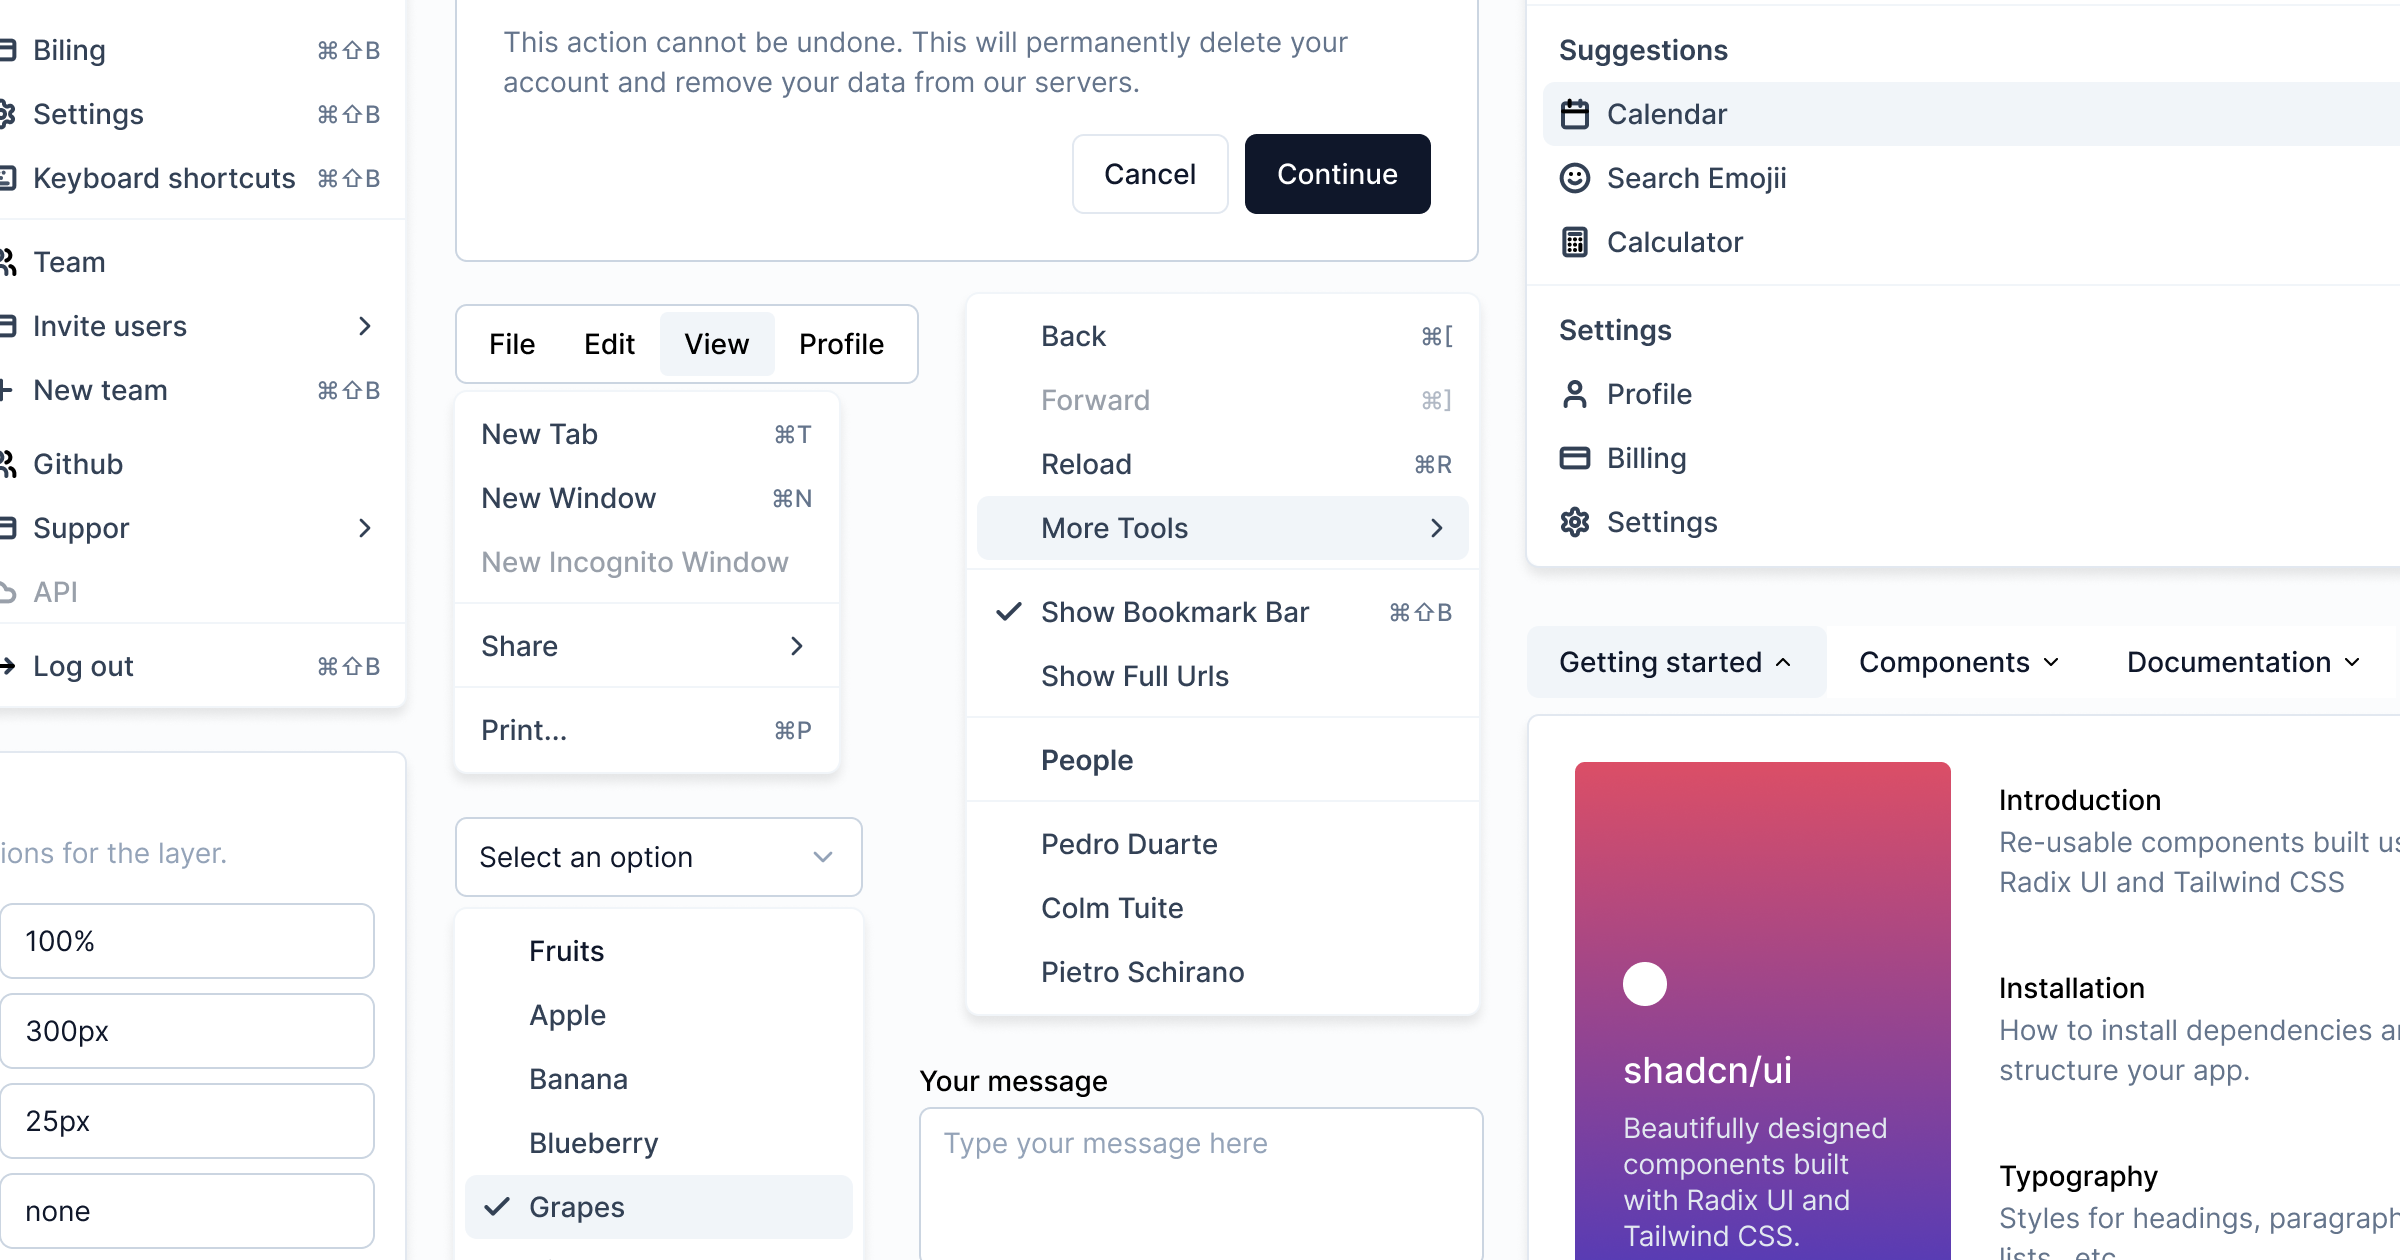 Biling ⌘⇧B
Settings ⌘⇧B
Keyboard shortcuts ⌘⇧B
Team
Invite users
New team ⌘⇧B
Github
Suppor
API
Log out ⌘⇧B
ions for the layer.
100%
300px
25px
none
This action cannot be undone. This will permanently delete your
account and remove your data from our servers.
Cancel
Continue
File Edit View Profile
New Tab ⌘T
New Window ⌘N
New Incognito Window
Share
Print... ⌘P
Select an option
Fruits
Apple
Banana
Blueberry
Grapes
Back ⌘[
Forward ⌘]
Reload ⌘R
More Tools
Show Bookmark Bar ⌘⇧B
Show Full Urls
People
Pedro Duarte
Colm Tuite
Pietro Schirano
Your message
Type your message here
Suggestions
Calendar
Search Emojii
Calculator
Settings
Profile
Billing
Settings
Getting started Components Documentation
shadcn/ui
Beautifully designed
components built
with Radix UI and
Tailwind CSS.
Introduction
Re-usable components built us
Radix UI and Tailwind CSS
Installation
How to install dependencies a
structure your app.
Typography
Styles for headings, paragraph
lists...etc